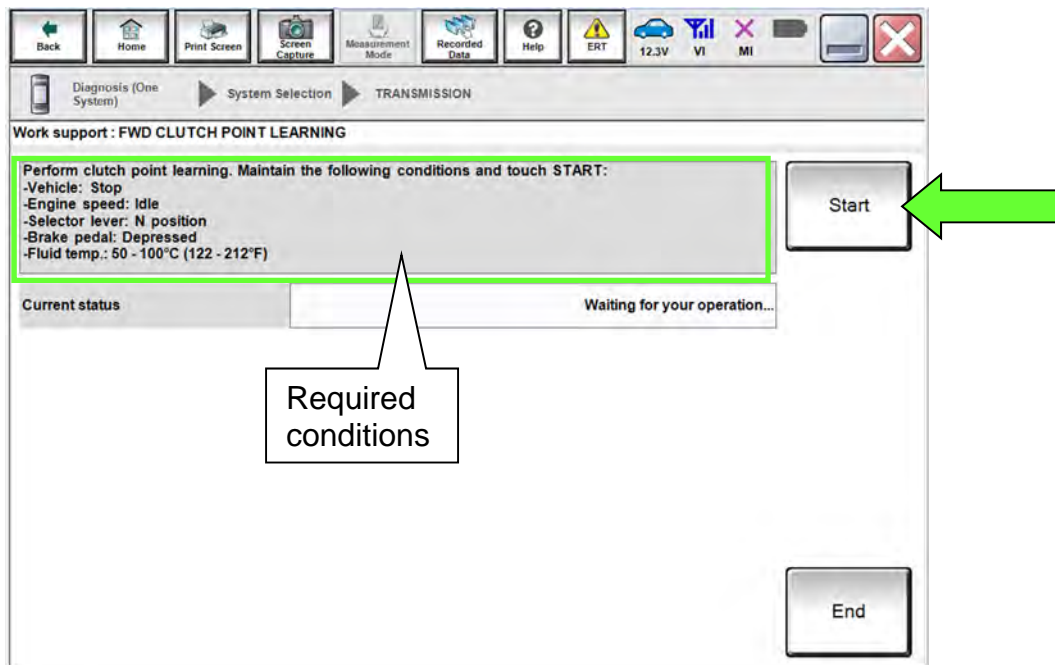 Back
Home
Print Screen
Screen
Capture
Measurement
Mode
Recorded
Data
Help
ERT
12.3V
VI
MI
Diagnosis (One
System)
System Selection
TRANSMISSION
Work support : FWD CLUTCH POINT LEARNING
Perform clutch point learning. Maintain the following conditions and touch START:
-Vehicle: Stop
-Engine speed: Idle
-Selector lever: N position
-Brake pedal: Depressed
-Fluid temp.: 50 - 100°C (122 - 212°F)
Start
Current status
Waiting for your operation...
Required
conditions
End